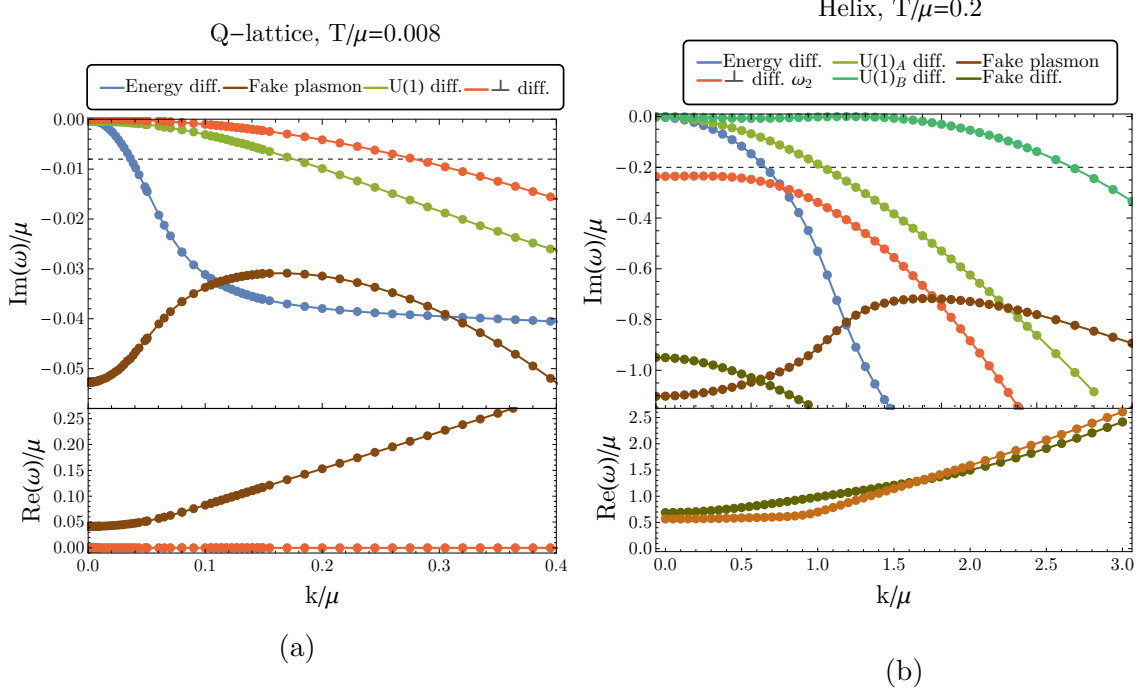 Q−lattice, T/μ=0.008
Energy diff. Fake plasmon U(1) diff. ⊥ diff.
0.00
−0.01
−0.02
−0.03
−0.04
−0.05
Im(ω)/μ
0.25
0.20
0.15
0.10
0.05
0.00
Re(ω)/μ
0.0 0.1 0.2 0.3 0.4
k/μ
(a)
Helix, T/μ=0.2
Energy diff. U(1)A diff. Fake plasmon
⊥ diff. ω2 U(1)B diff. Fake diff.
0.0
−0.2
−0.4
−0.6
−0.8
−1.0
Im(ω)/μ
2.5
2.0
1.5
1.0
0.5
0.0
Re(ω)/μ
0.0 0.5 1.0 1.5 2.0 2.5 3.0
k/μ
(b)